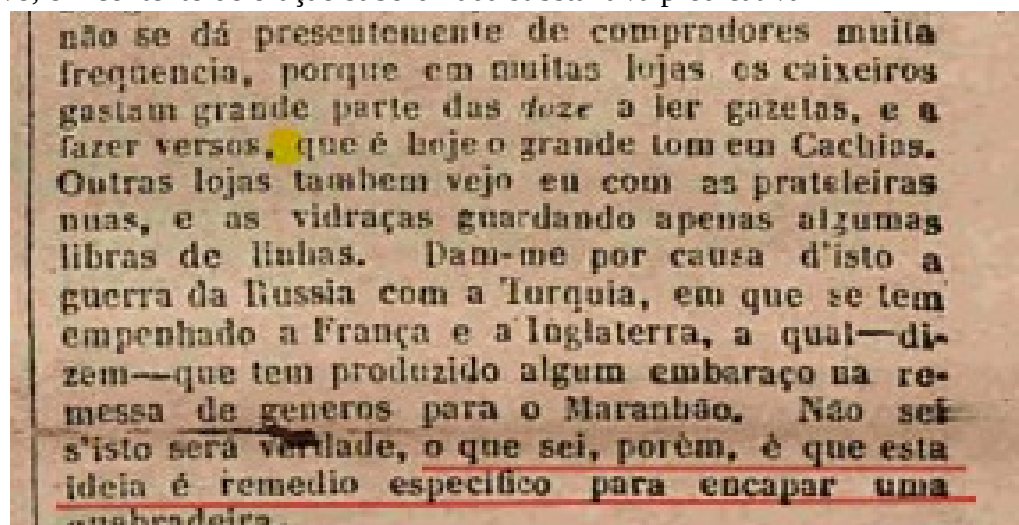 não se dá presentemente de compradores muita
frequencia, porque em muitas lojas os caixeiros
gastam grande parte das doze a ler gazetas, e a
fazer versos, que é hoje o grande tom em Cachias.
Outras lojas tambem vejo eu com as prateleiras
nuas, e as vidraças guardando apenas algumas
libras de linhas. Dam-me por causa d'isto a
guerra da Russia com a Turquia, em que se tem
empenhado a França e a Inglaterra, a qual—di-
zem—que tem produzido algum embaraço na re-
messa de generos para o Maranhão. Não sei
s'isto será verdade, o que sei, porèm, é que esta
ideia é remedio especifico para encapar uma
quebradeira.